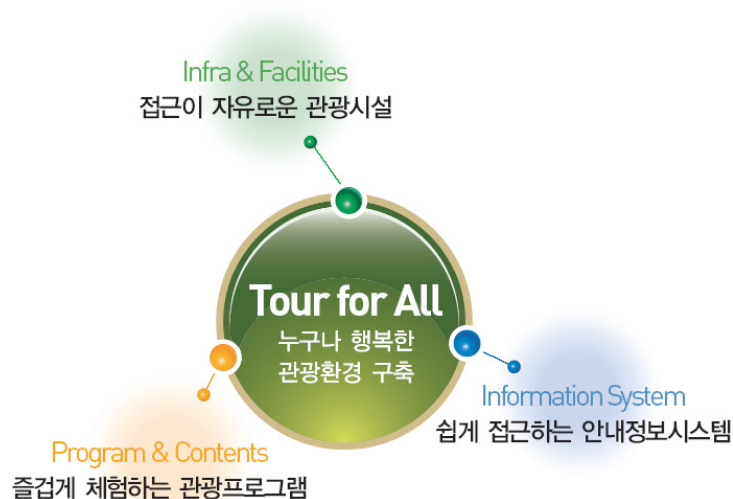 Infra & Facilities
접근이 자유로운 관광시설
Tour for All
누구나 행복한
관광환경 구축
Information System
쉽게 접근하는 안내정보시스템
Program & Contents
즐겁게 체험하는 관광프로그램